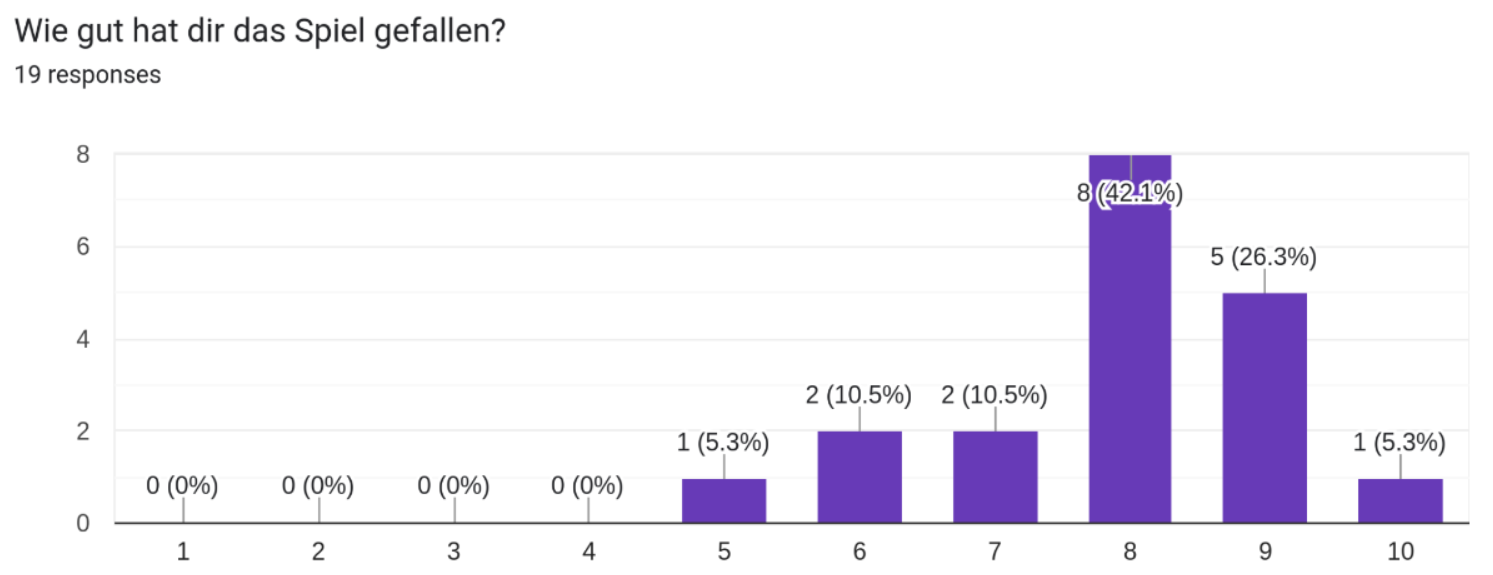 Wie gut hat dir das Spiel gefallen?
19 responses
8
8 (42.1%)
6
5 (26.3%)
4
2 (10.5%) 2 (10.5%)
2
1 (5.3%) 1 (5.3%)
0 (0%) 0 (0%) 0 (0%) 0 (0%)
0
1 2 3 4 5 6 7 8 9 10